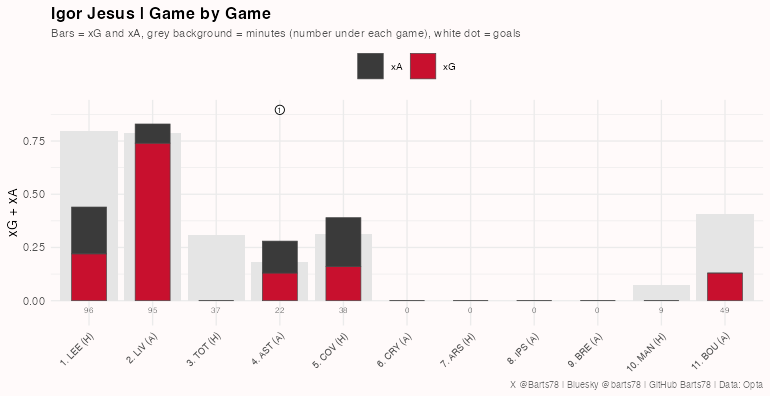 Igor Jesus | Game by Game
Bars = xG and xA, grey background = minutes (number under each game), white dot = goals
xA xG
1
xG + xA
0.75
0.50
0.25
0.00
96 95 37 22 38 0 0 0 0 9 49
1. LEE (H)
2. LIV (A)
3. TOT (H)
4. AST (A)
5. COV (H)
6. CRY (A)
7. ARS (H)
8. IPS (A)
9. BRE (A)
10. MAN (H)
11. BOU (A)
X @Barts78 | Bluesky @barts78 | GitHub Barts78 | Data: Opta